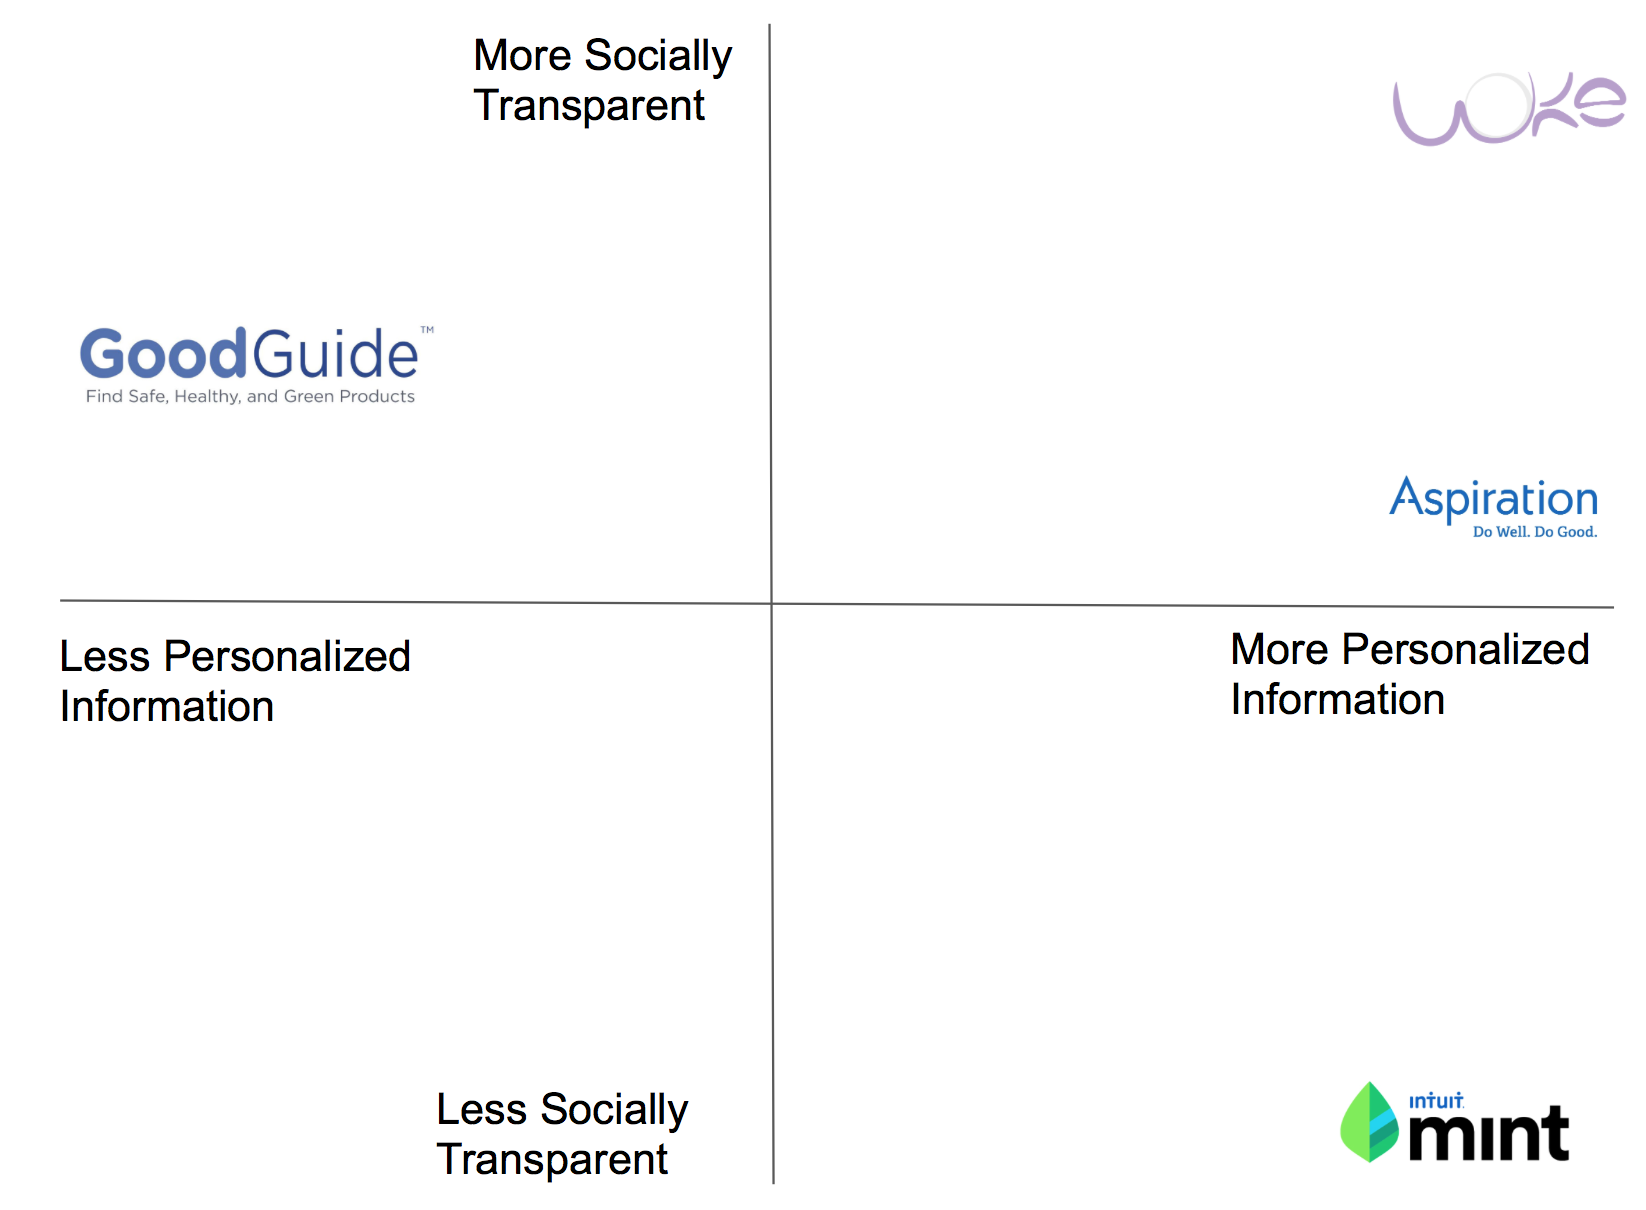 More Socially
Transparent
woke
GoodGuide™
Find Safe, Healthy, and Green Products
Aspiration
Do Well. Do Good.
Less Personalized
Information
More Personalized
Information
Less Socially
Transparent
intuit
mint